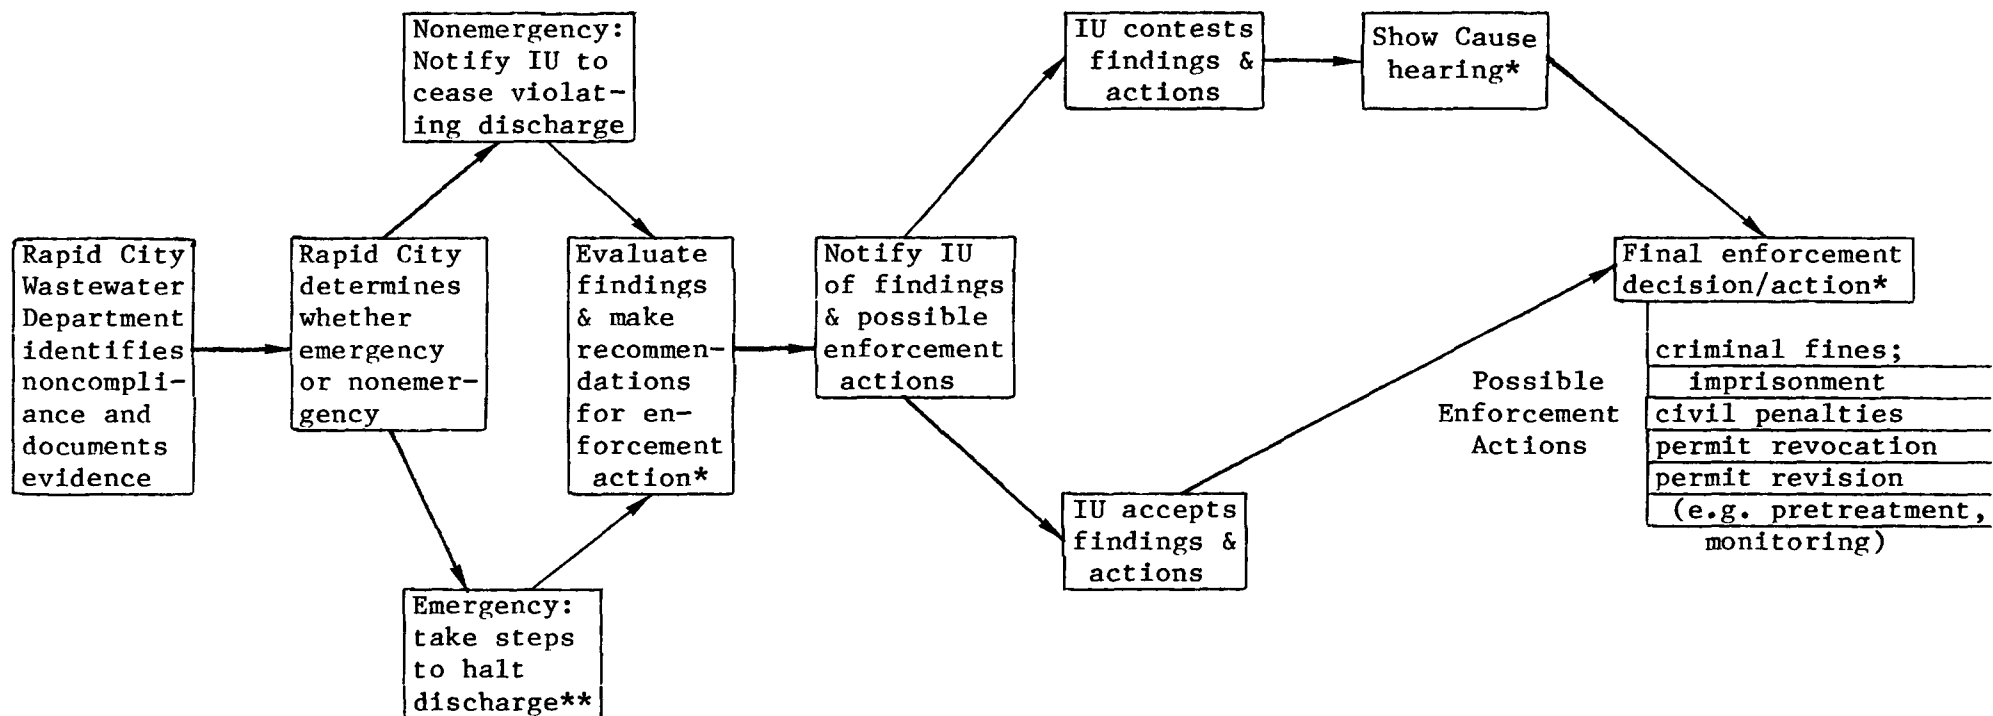 Nonemergency:
Notify IU to
cease violat-
ing discharge
IU contests
findings &
actions
Show Cause
hearing*
Rapid City
Wastewater
Department
identifies
noncompli-
ance and
documents
evidence
Rapid City
determines
whether
emergency
or nonemer-
gency
Evaluate
findings
& make
recommen-
dations
for en-
forcement
action*
Notify IU
of findings
& possible
enforcement
actions
Final enforcement
decision/action*
Possible
Enforcement
Actions
criminal fines;
imprisonment
civil penalties
permit revocation
permit revision
(e.g. pretreatment,
monitoring)
IU accepts
findings &
actions
Emergency:
take steps
to halt
discharge**